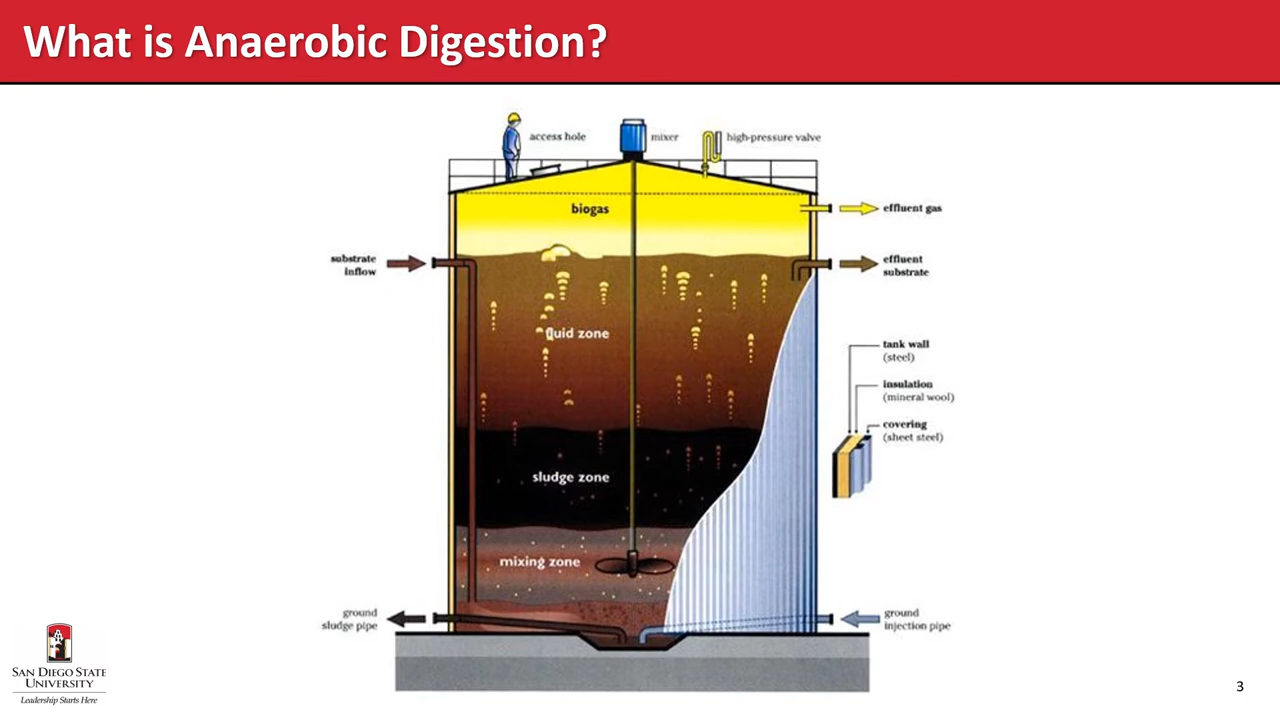 What is Anaerobic Digestion?
access hole
mixer
high-pressure valve
biogas
effluent gas
substrate
inflow
effluent
substrate
fluid zone
tank wall
(steel)
insulation
(mineral wool)
covering
(sheet steel)
sludge zone
mixing zone
ground
sludge pipe
ground
injection pipe
SAN DIEGO STATE
UNIVERSITY
Leadership Starts Here
3